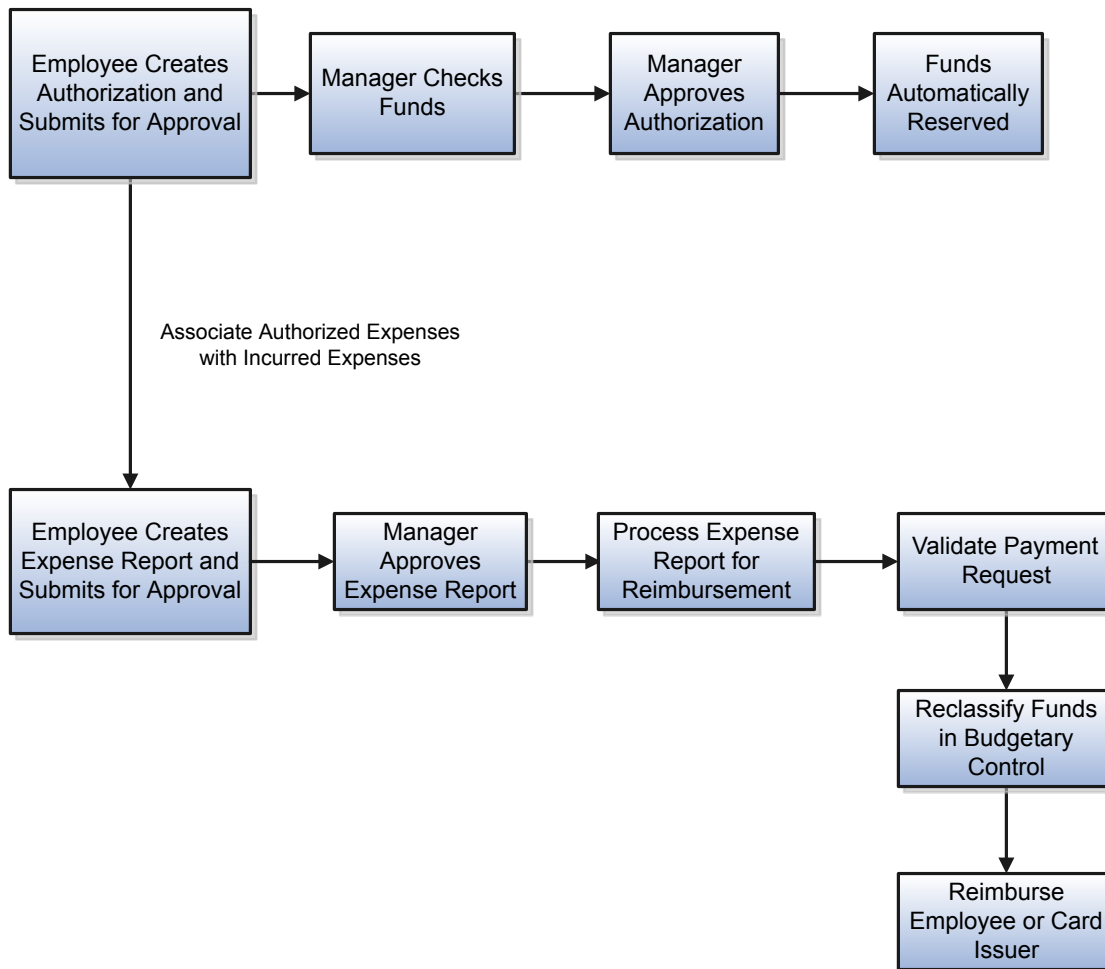 Employee Creates
Authorization and
Submits for Approval
Manager Checks
Funds
Manager
Approves
Authorization
Funds
Automatically
Reserved
Associate Authorized Expenses
with Incurred Expenses
Employee Creates
Expense Report and
Submits for Approval
Manager
Approves
Expense Report
Process Expense
Report for
Reimbursement
Validate Payment
Request
Reclassify Funds
in Budgetary
Control
Reimburse
Employee or Card
Issuer